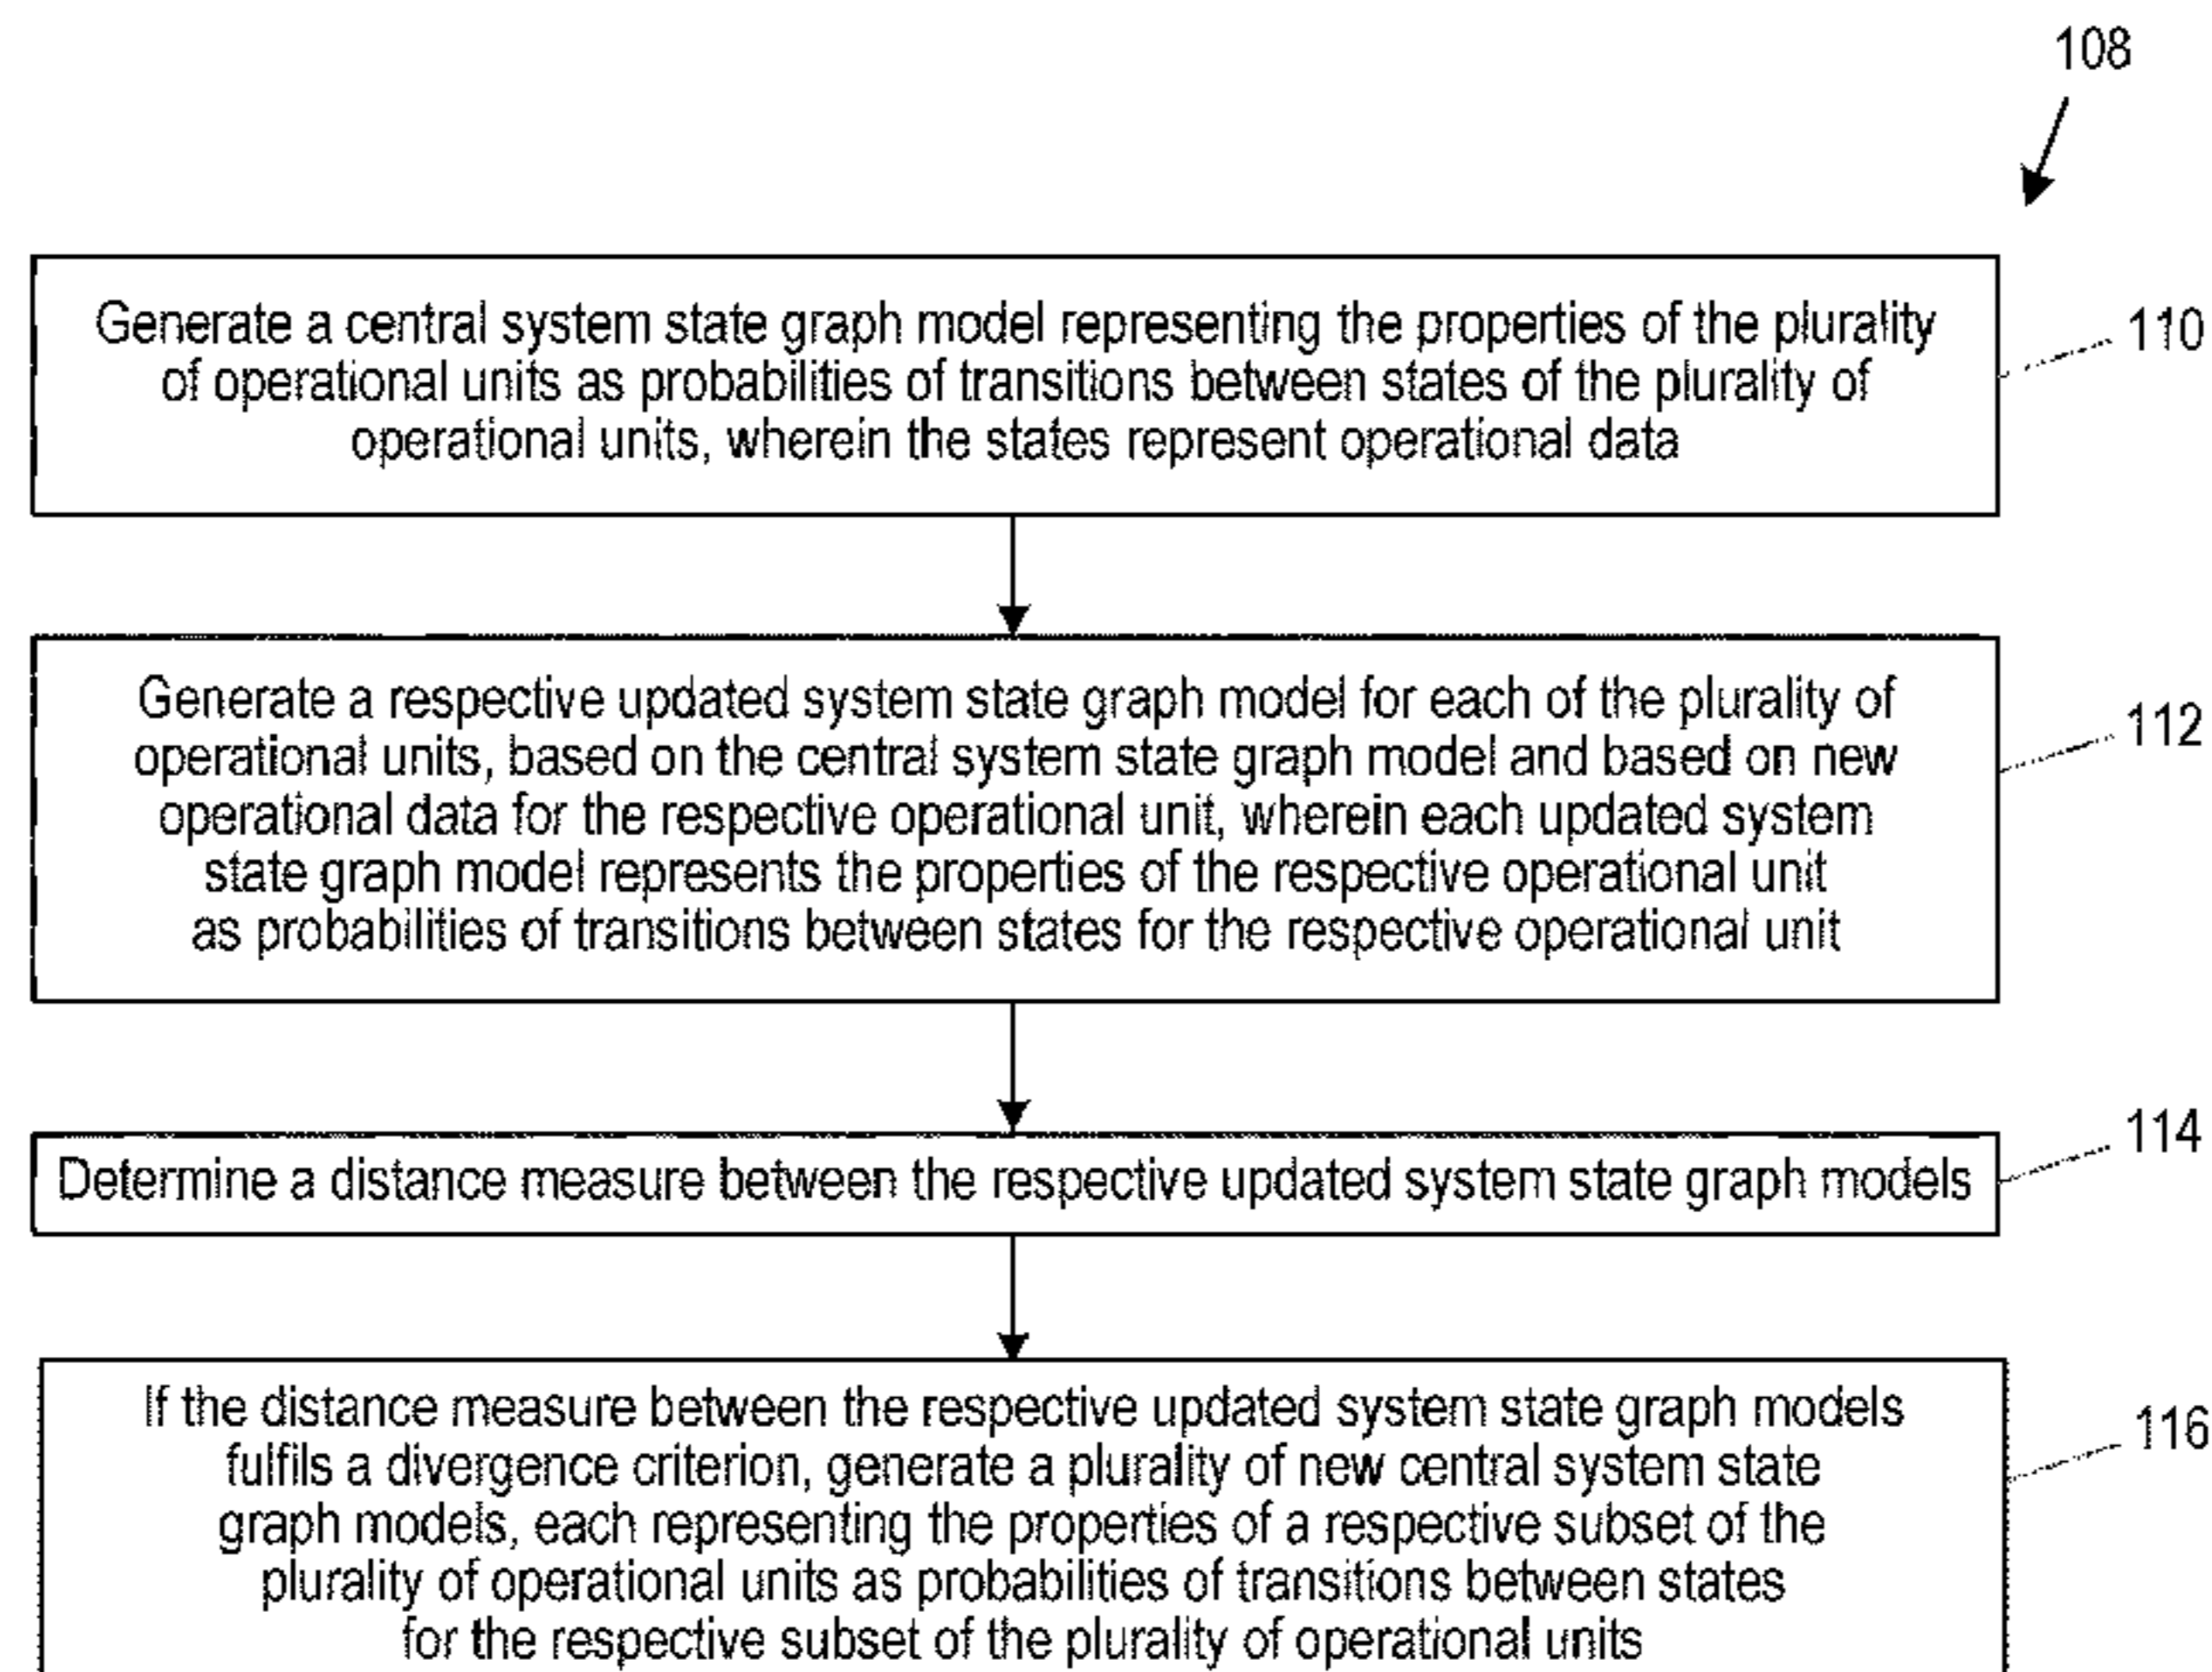 108
Generate a central system state graph model representing the properties of the plurality
of operational units as probabilities of transitions between states of the plurality of
operational units, wherein the states represent operational data
110
Generate a respective updated system state graph model for each of the plurality of
operational units, based on the central system state graph model and based on new
operational data for the respective operational unit, wherein each updated system
state graph model represents the properties of the respective operational unit
as probabilities of transitions between states for the respective operational unit
112
Determine a distance measure between the respective updated system state graph models
114
If the distance measure between the respective updated system state graph models
fulfils a divergence criterion, generate a plurality of new central system state
graph models, each representing the properties of a respective subset of the
plurality of operational units as probabilities of transitions between states
for the respective subset of the plurality of operational units
116